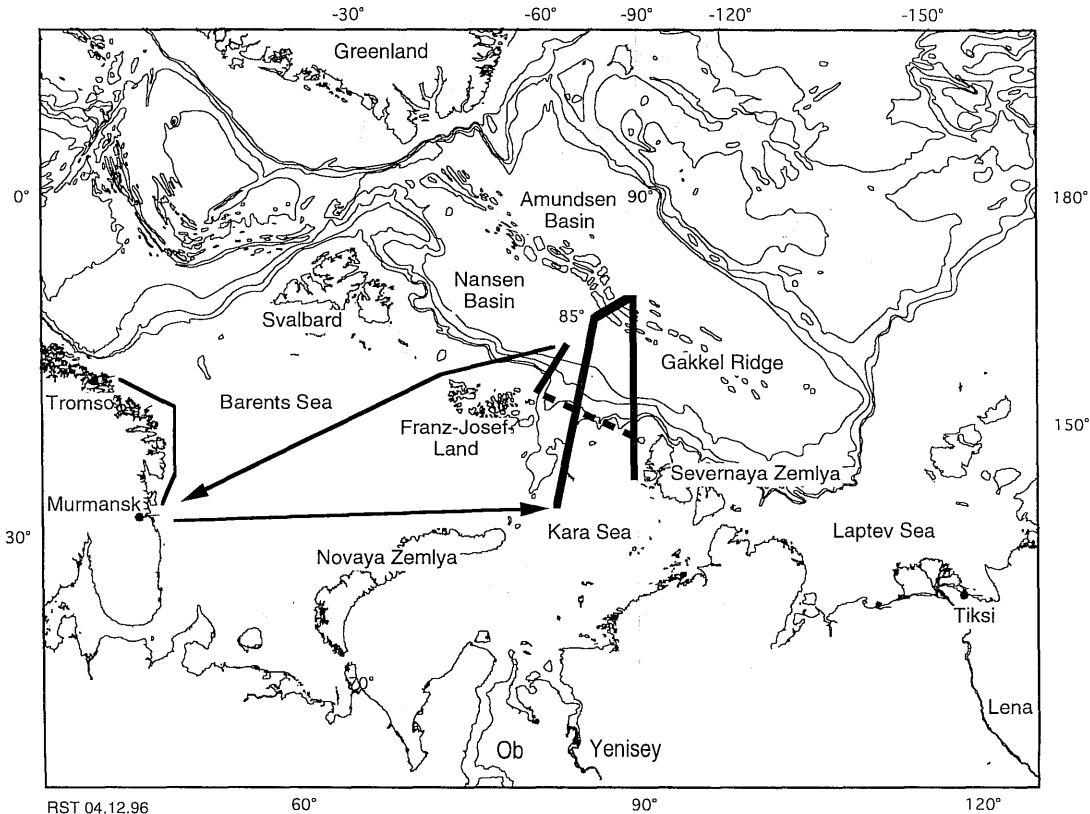 -30°
-60°
-90°
-120°
-150°
Greenland
0°
Amundsen
Basin
90°
180°
Nansen
Basin
85°
Svalbard
Gakkel Ridge
Tromso
Barents Sea
Franz-Josef-
Land
150°
Severnaya Zemlya
Murmansk
30°
Kara Sea
Laptev Sea
Novaya Zemlya
Tiksi
70°
Lena
Ob
Yenisey
RST 04.12.96
60°
90°
120°